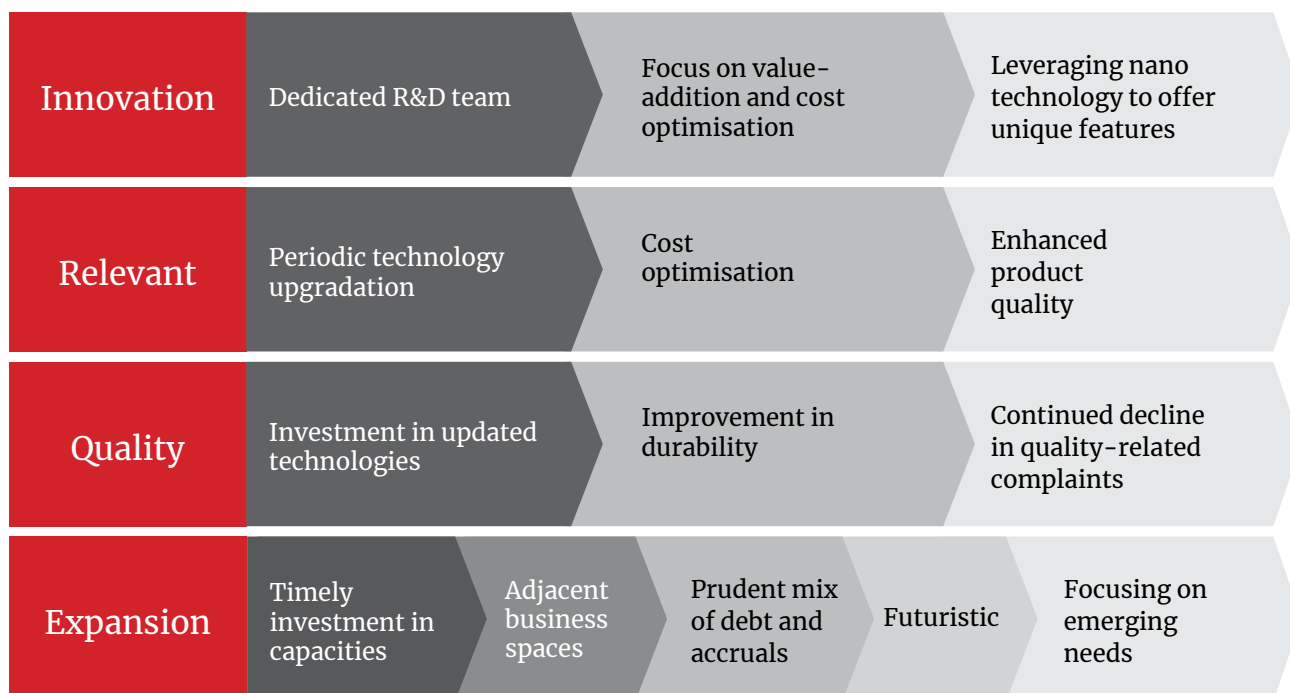 Innovation
Dedicated R&D team
Focus on value-
addition and cost
optimisation
Leveraging nano
technology to offer
unique features
Relevant
Periodic technology
upgradation
Cost
optimisation
Enhanced
product
quality
Quality
Investment in updated
technologies
Improvement in
durability
Continued decline
in quality-related
complaints
Expansion
Timely
investment in
capacities
Adjacent
business
spaces
Prudent mix
of debt and
accruals
Futuristic
Focusing on
emerging
needs